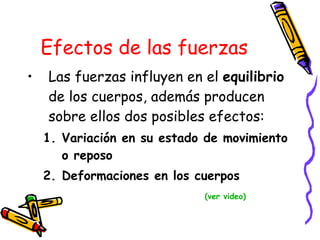 Efectos de las fuerzas
• Las fuerzas influyen en el equilibrio
de los cuerpos, además producen
sobre ellos dos posibles efectos:
1. Variación en su estado de movimiento
o reposo
2. Deformaciones en los cuerpos
(ver video)